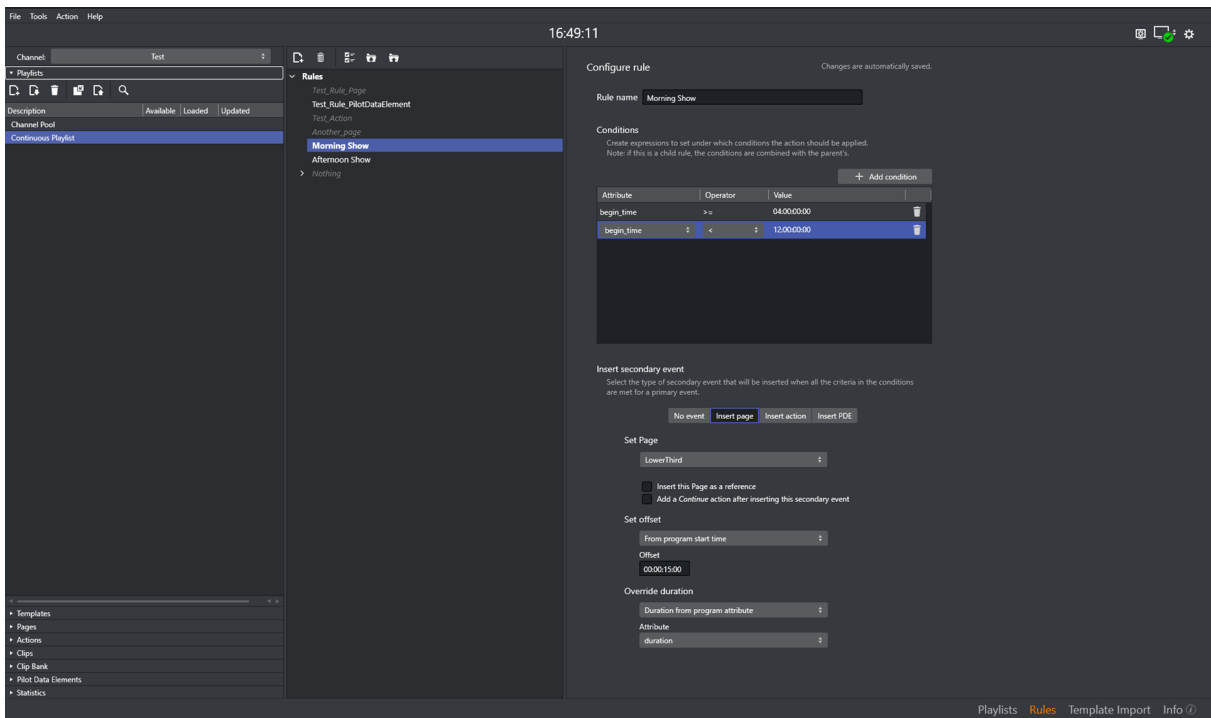 File Tools Action Help
16:49:11
Channel: Test
Playlists
Description Available Loaded Updated
Channel Pool
Continuous Playlist
Templates
Pages
Actions
Clips
Clip Bank
Pilot Data Elements
Statistics
Rules
Test_Rule_Page
Test_Rule_PilotDataElement
Test_Action
Another_page
Morning Show
Afternoon Show
Nothing
Configure rule Changes are automatically saved.
Rule name Morning Show
Conditions
Create expressions to set under which conditions the action should be applied.
Note: if this is a child rule, the conditions are combined with the parent's.
+ Add condition
Attribute Operator Value
begin_time >= 04:00:00:00
begin_time < 12:00:00:00
Insert secondary event
Select the type of secondary event that will be inserted when all the criteria in the conditions
are met for a primary event.
No event Insert page Insert action Insert PDE
Set Page
LowerThird
Insert this Page as a reference
Add a Continue action after inserting this secondary event
Set offset
From program start time
Offset
00:00:15:00
Override duration
Duration from program attribute
Attribute
duration
Playlists Rules Template Import Info